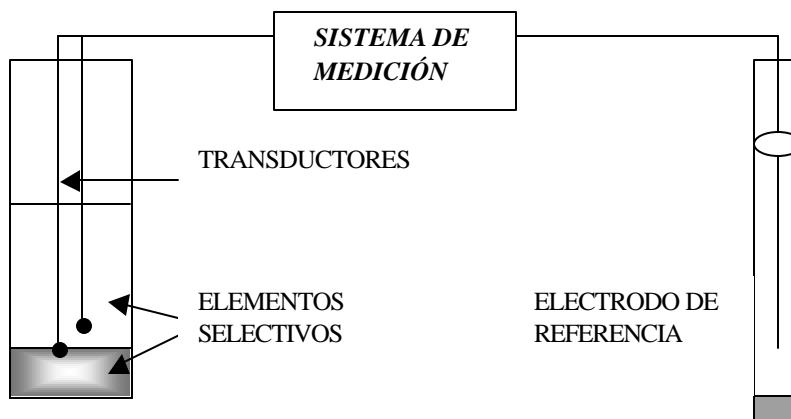 SISTEMA DE
MEDICIÓN
TRANSDUCTORES
ELEMENTOS
SELECTIVOS
ELECTRODO DE
REFERENCIA